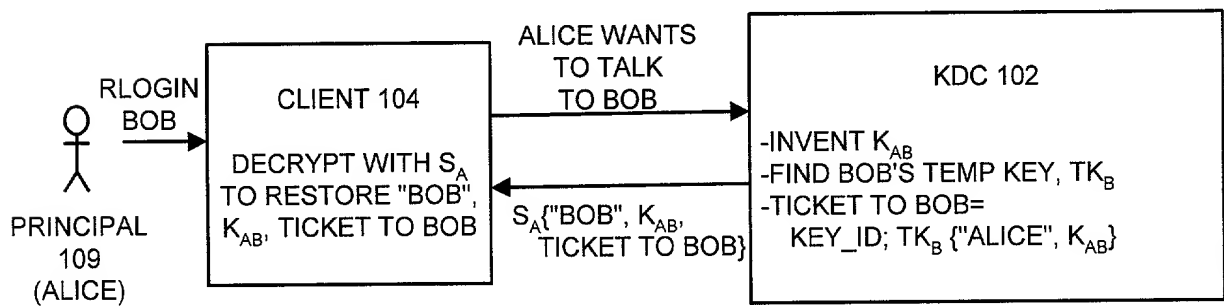 RLOGIN
BOB
PRINCIPAL
109
(ALICE)
CLIENT 104
DECRYPT WITH S_A
TO RESTORE "BOB",
K_AB, TICKET TO BOB
ALICE WANTS
TO TALK
TO BOB
S_A{"BOB", K_AB,
TICKET TO BOB}
KDC 102
-INVENT K_AB
-FIND BOB'S TEMP KEY, TK_B
-TICKET TO BOB=
KEY_ID; TK_B {"ALICE", K_AB}